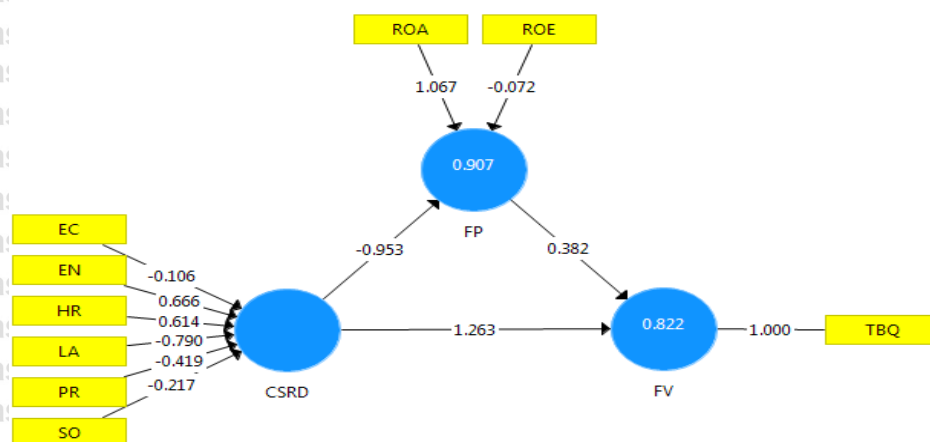 ROA
ROE
1.067
-0.072
0.907
FP
-0.953
0.382
EC
EN
HR
LA
PR
SO
-0.106
0.666
0.614
-0.790
-0.419
-0.217
CSRD
1.263
0.822
FV
1.000
TBQ